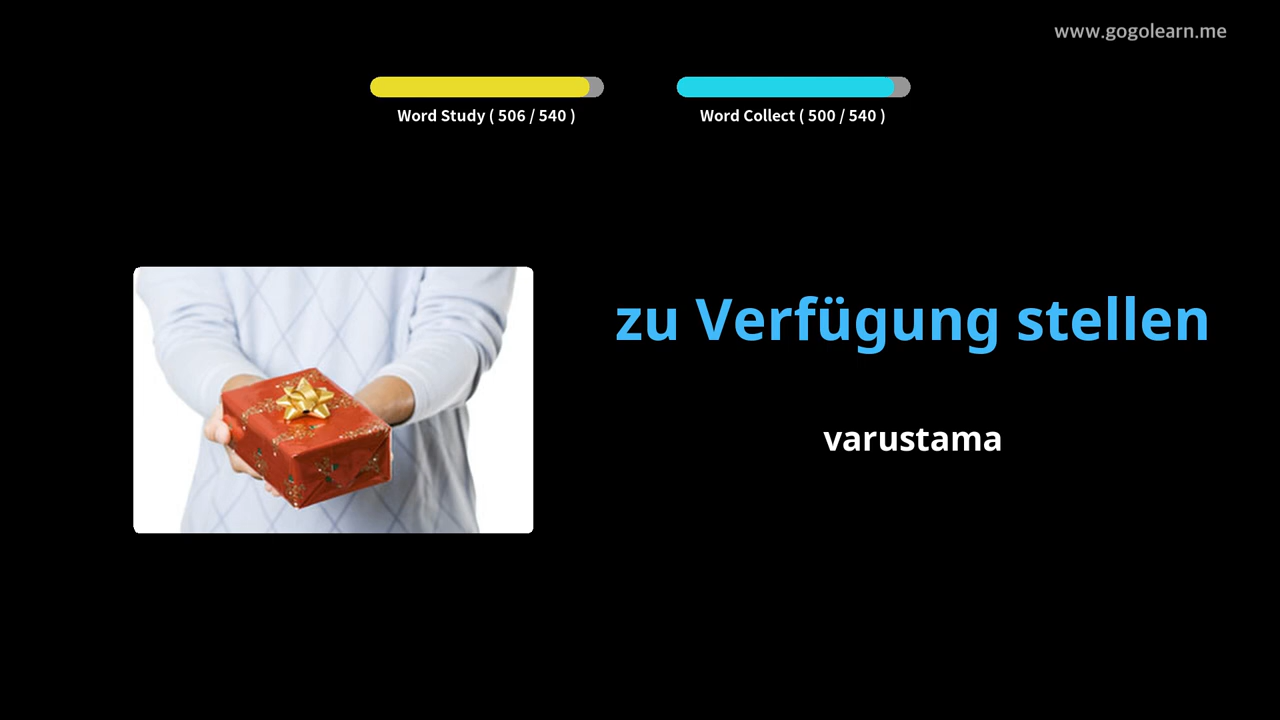 www.gogolearn.me
Word Study ( 506 / 540 )
Word Collect ( 500 / 540 )
zu Verfügung stellen
varustama